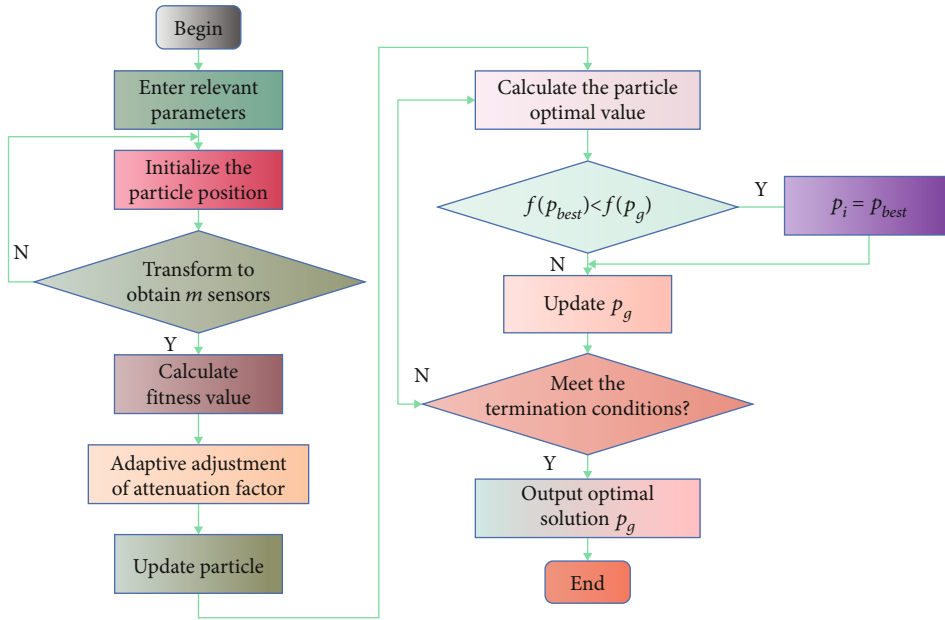 Begin
Enter relevant
parameters
Initialize the
particle position
N
Transform to
obtain m sensors
Y
Calculate
fitness value
Adaptive adjustment
of attenuation factor
Update particle
Calculate the particle
optimal value
f(p_best)<f(p_g)
Y
p_i = p_best
N
Update p_g
N
Meet the
termination conditions?
Y
Output optimal
solution p_g
End